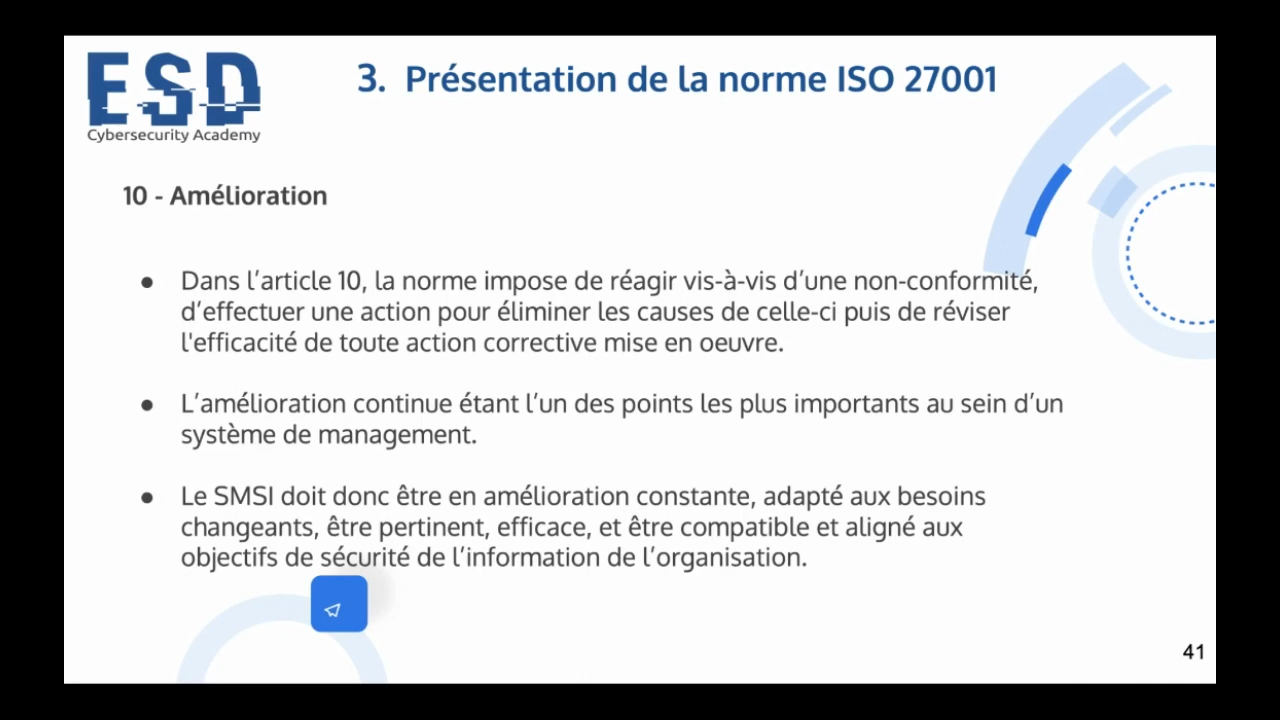 ESD
Cybersecurity Academy
3. Présentation de la norme ISO 27001
10 - Amélioration
● Dans l’article 10, la norme impose de réagir vis-à-vis d’une non-conformité,
d’effectuer une action pour éliminer les causes de celle-ci puis de réviser
l'efficacité de toute action corrective mise en oeuvre.
● L’amélioration continue étant l’un des points les plus importants au sein d’un
système de management.
● Le SMSI doit donc être en amélioration constante, adapté aux besoins
changeants, être pertinent, efficace, et être compatible et aligné aux
objectifs de sécurité de l’information de l’organisation.
41